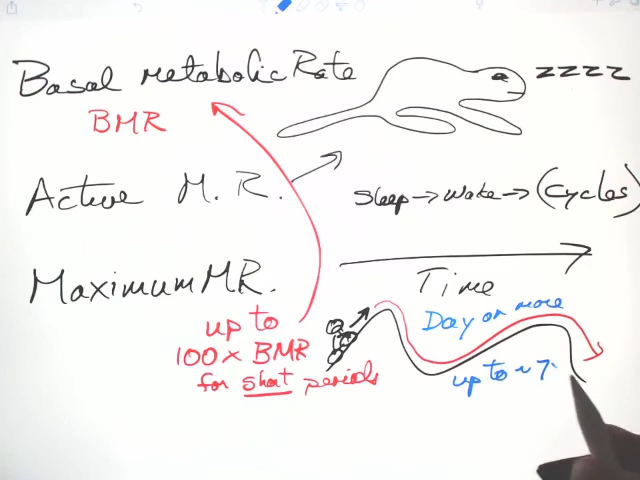 Basal metabolic Rate
zzzz
BMR
Active M.R.
Sleep → Wake → (Cycles)
Maximum MR.
Time
up to
100 x BMR
for short periods
Day or more
up to ~ 7